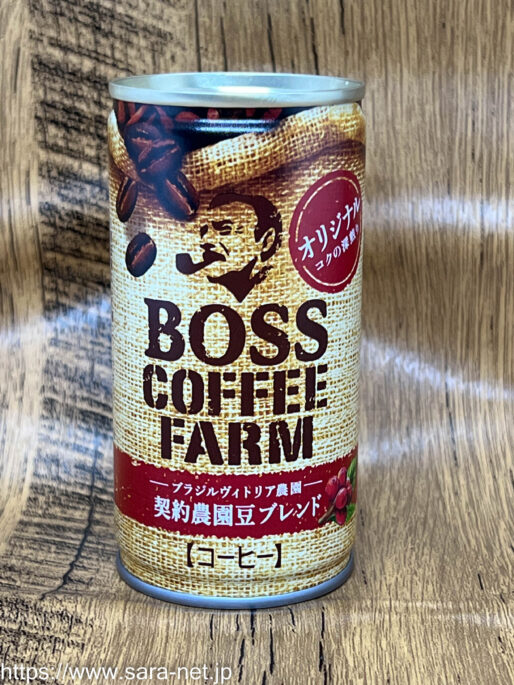 オリジナル
コクの深煎り
BOSS
COFFEE
FARM
ブラジルヴィトリア農園
契約農園豆ブレンド
【コーヒー】
https://www.sara-net.jp